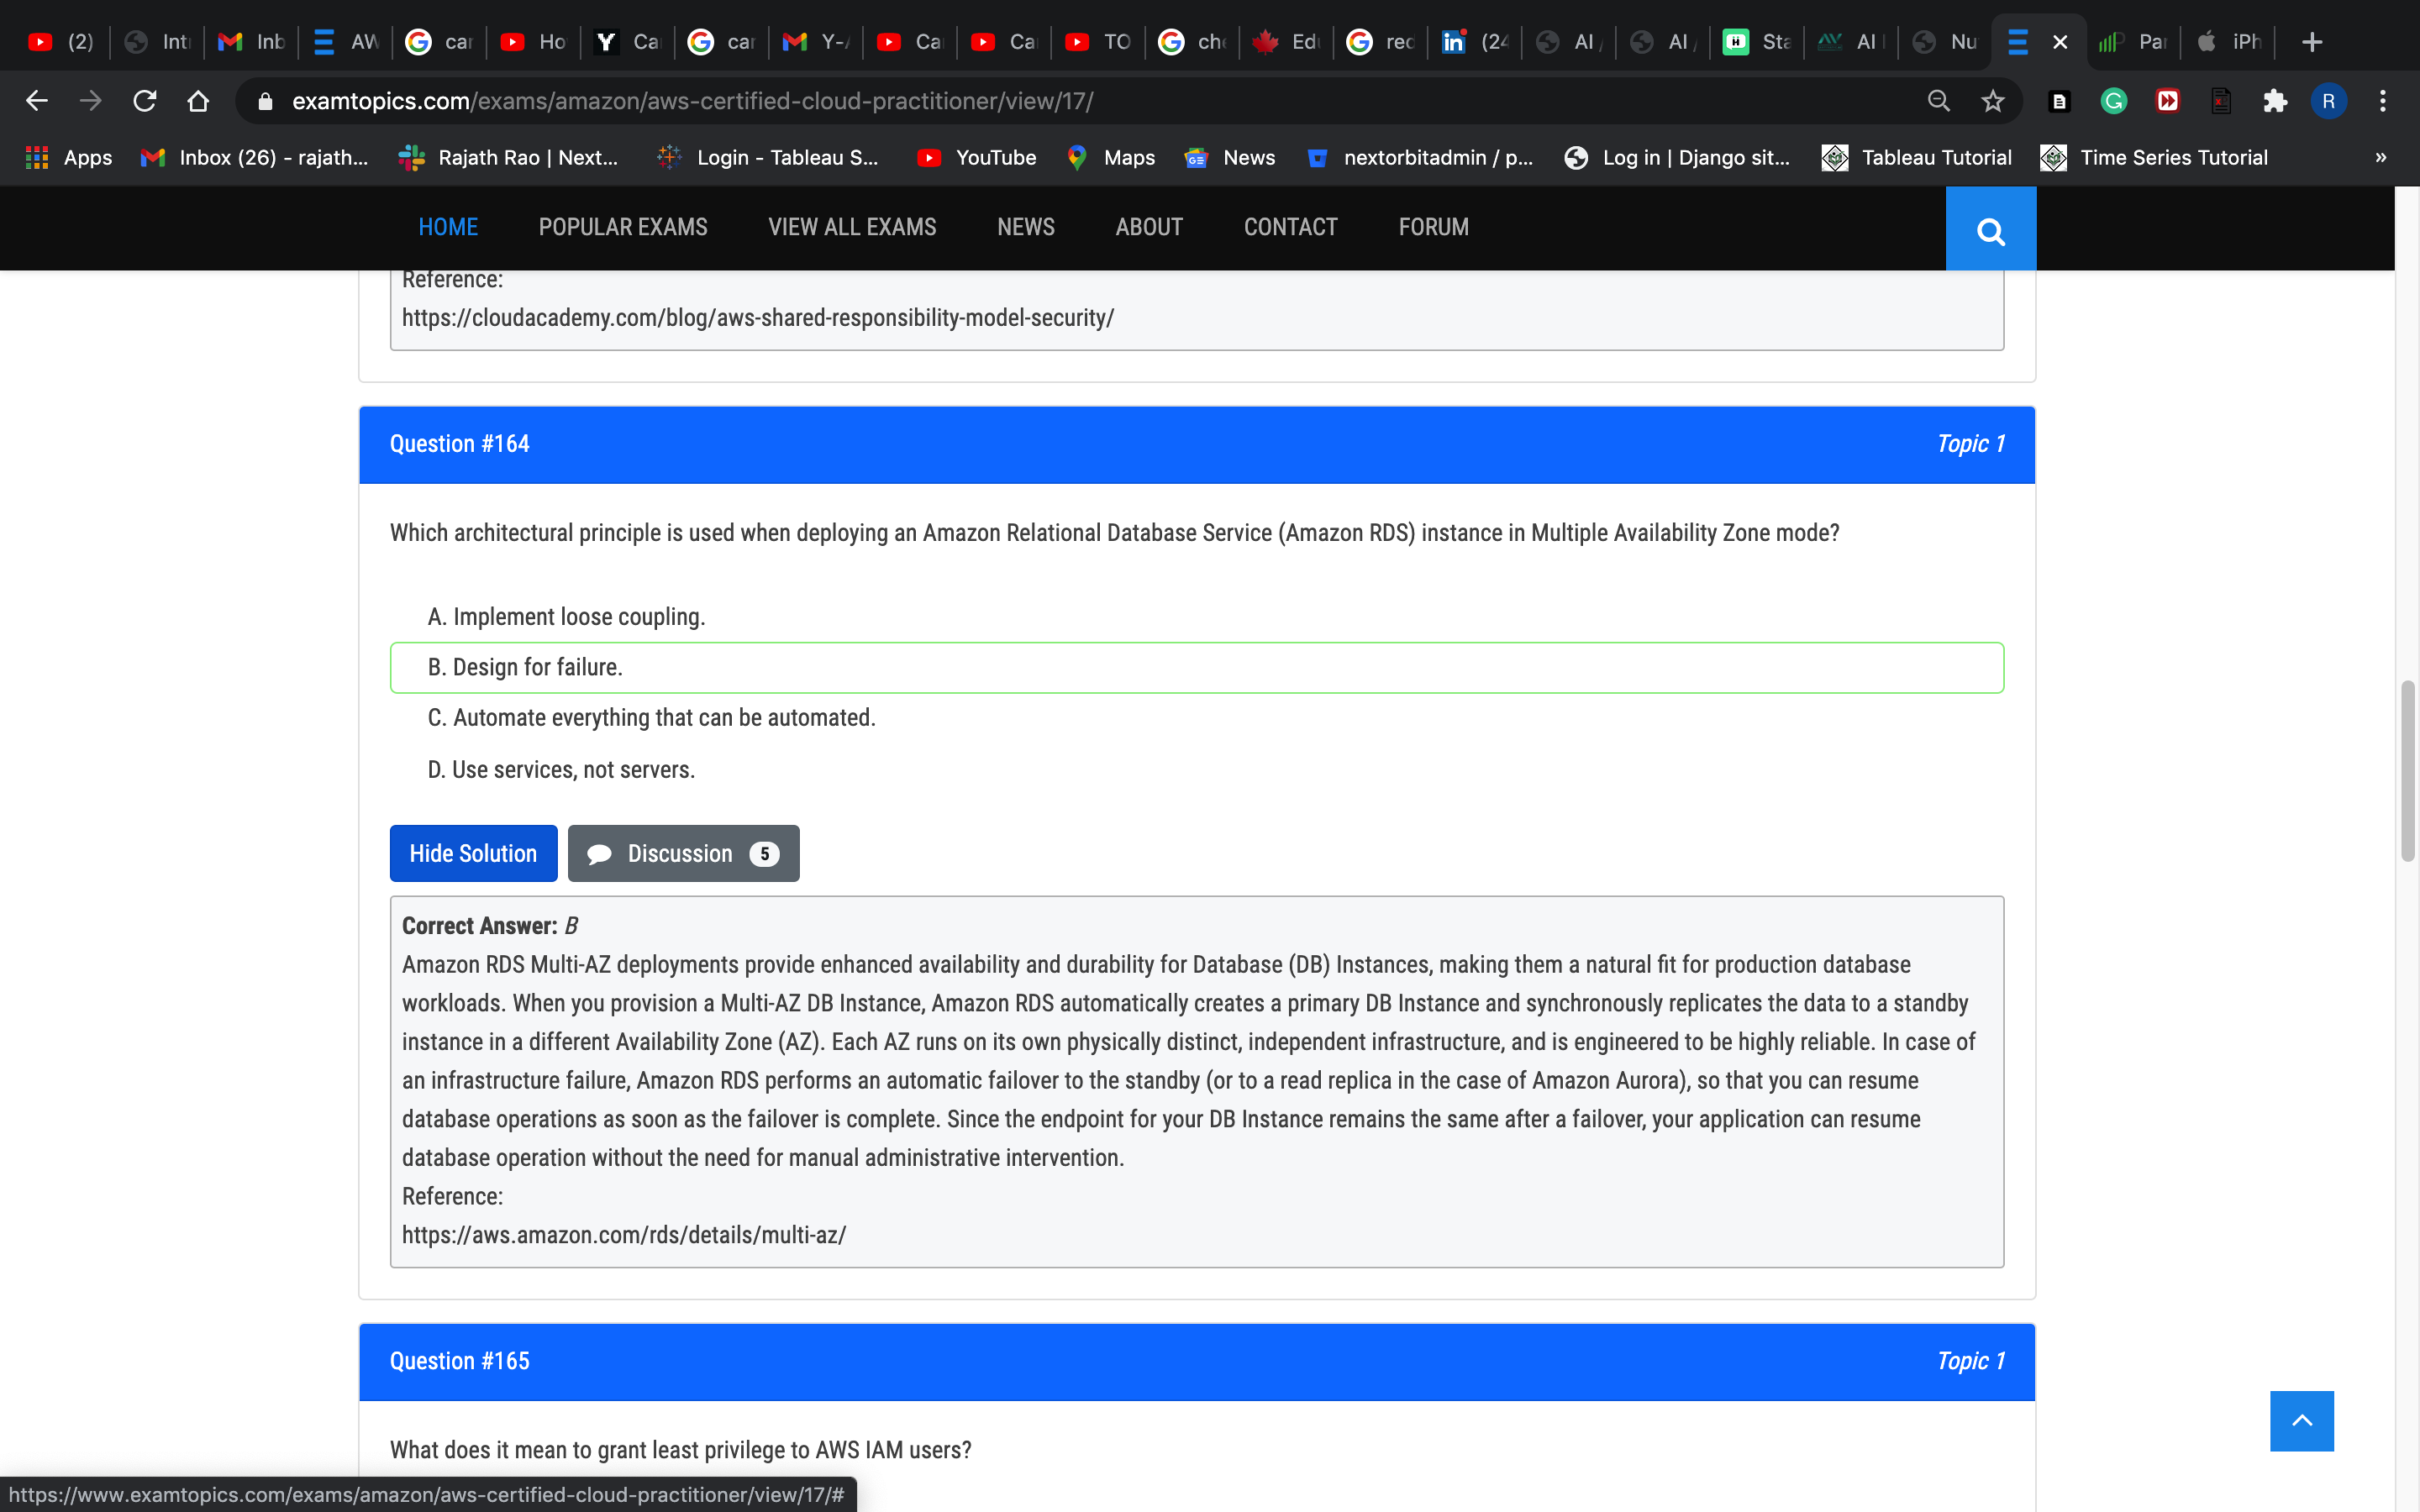 (2)
Int
Inb
AW
car
Ho
Y
Ca
car
Y-
Ca
Ca
TO
che
Edu
rec
in
(24
AI
AI
Sta
AI
Nu
Par
iPh
examtopics.com/exams/amazon/aws-certified-cloud-practitioner/view/17/
R
Apps
Inbox (26) - rajath...
Rajath Rao | Next...
Login - Tableau S...
YouTube
Maps
News
nextorbitadmin / p...
Log in | Django sit...
Tableau Tutorial
Time Series Tutorial
»
HOME
POPULAR EXAMS
VIEW ALL EXAMS
NEWS
ABOUT
CONTACT
FORUM
Reference:
https://cloudacademy.com/blog/aws-shared-responsibility-model-security/
Question #164
Topic 1
Which architectural principle is used when deploying an Amazon Relational Database Service (Amazon RDS) instance in Multiple Availability Zone mode?
A. Implement loose coupling.
B. Design for failure.
C. Automate everything that can be automated.
D. Use services, not servers.
Hide Solution
Discussion 5
Correct Answer: B
Amazon RDS Multi-AZ deployments provide enhanced availability and durability for Database (DB) Instances, making them a natural fit for production database
workloads. When you provision a Multi-AZ DB Instance, Amazon RDS automatically creates a primary DB Instance and synchronously replicates the data to a standby
instance in a different Availability Zone (AZ). Each AZ runs on its own physically distinct, independent infrastructure, and is engineered to be highly reliable. In case of
an infrastructure failure, Amazon RDS performs an automatic failover to the standby (or to a read replica in the case of Amazon Aurora), so that you can resume
database operations as soon as the failover is complete. Since the endpoint for your DB Instance remains the same after a failover, your application can resume
database operation without the need for manual administrative intervention.
Reference:
https://aws.amazon.com/rds/details/multi-az/
Question #165
Topic 1
What does it mean to grant least privilege to AWS IAM users?
https://www.examtopics.com/exams/amazon/aws-certified-cloud-practitioner/view/17/#